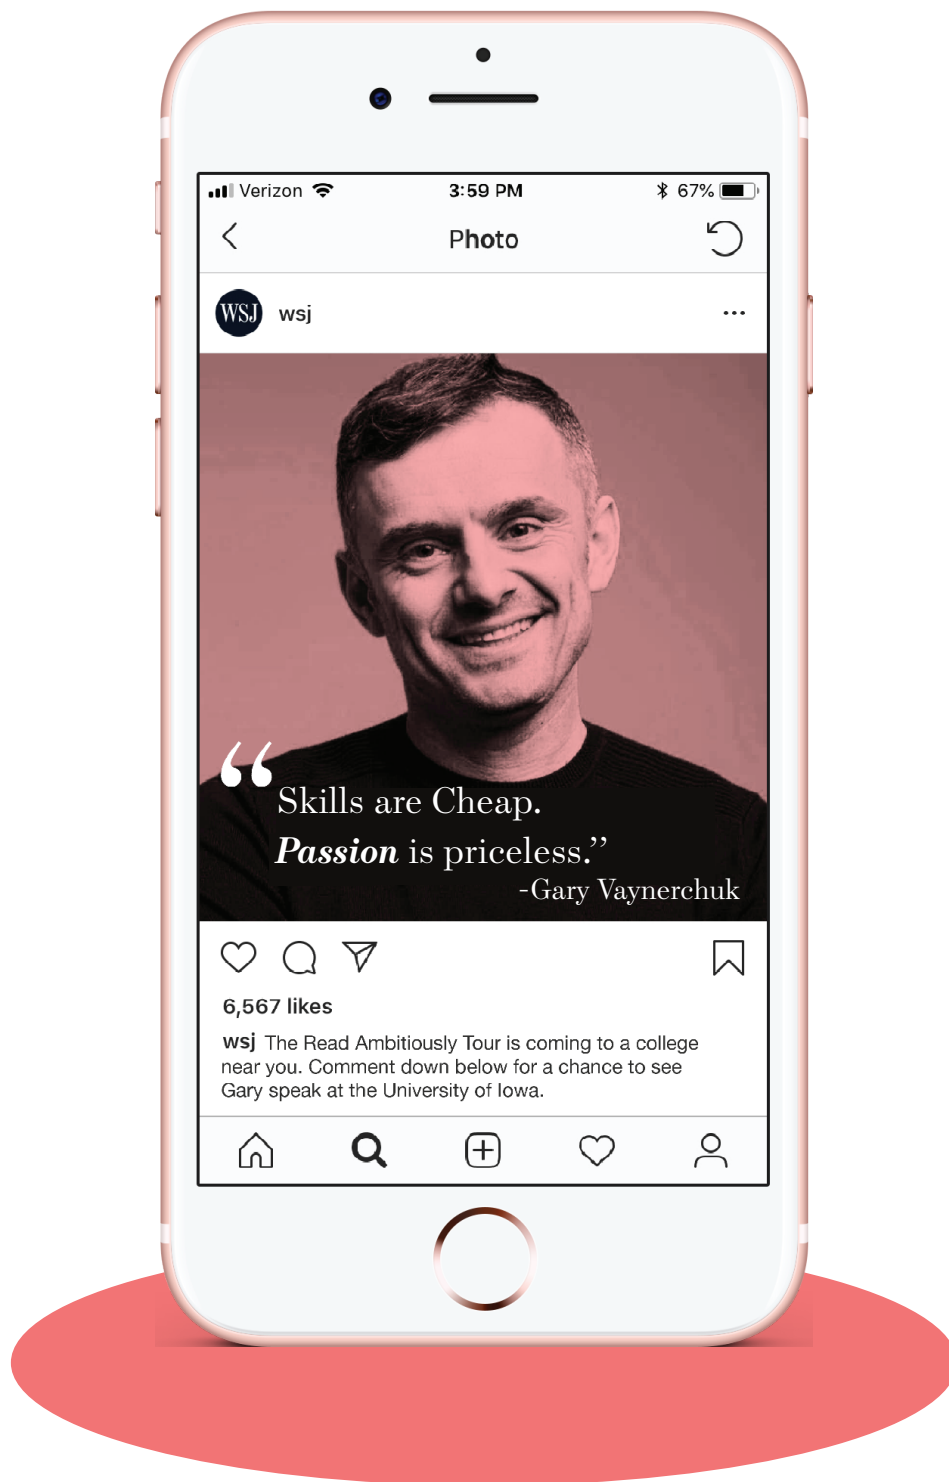 Verizon 3:59 PM 67%
Photo
WSJ wsj
“Skills are Cheap.
Passion is priceless.”
-Gary Vaynerchuk
6,567 likes
wsj The Read Ambitiously Tour is coming to a college
near you. Comment down below for a chance to see
Gary speak at the University of Iowa.